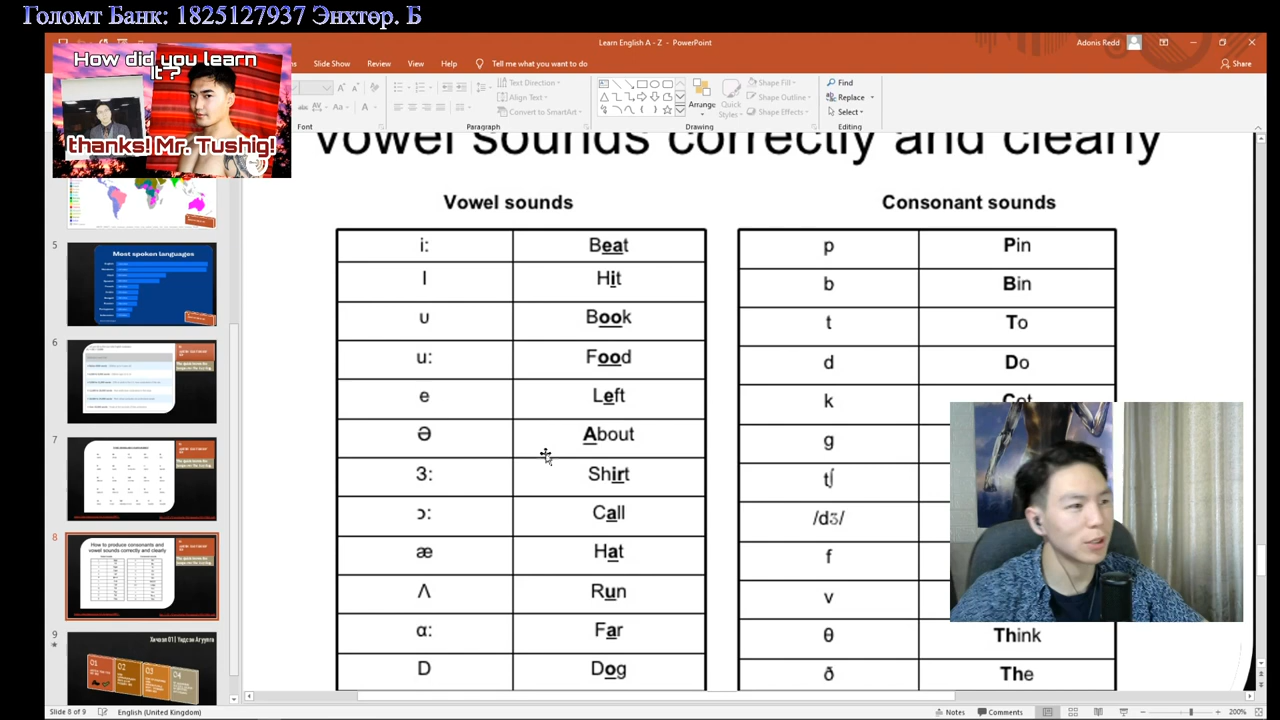 Голомт Банк: 1825127937 Энхтөр. Б
Learn English A - Z - PowerPoint
Adonis Redd
How did you learn
It ?
thanks! Mr. Tushig!
Slide Show Review View Help Tell me what you want to do
Share
Text Direction
Align Text
Convert to SmartArt
Arrange
Quick
Styles
Shape Fill
Shape Outline
Shape Effects
Find
Replace
Select
Font
Paragraph
Drawing
Editing
vowel sounds correctly and clearly
Vowel sounds
Consonant sounds
i: Beat
I Hit
ʊ Book
u: Food
e Left
Ə About
3: Shirt
ɔ: Call
æ Hat
Λ Run
ɑ: Far
D Dog
p Pin
b Bin
t To
d Do
k
g
tʃ
/dʒ/
f
v
θ Think
ð The
5
Most spoken languages
6
7
8
How to produce consonants and
vowel sounds correctly and clearly
9
01
02
03
04
Slide 8 of 9
English (United Kingdom)
Notes
Comments
200%